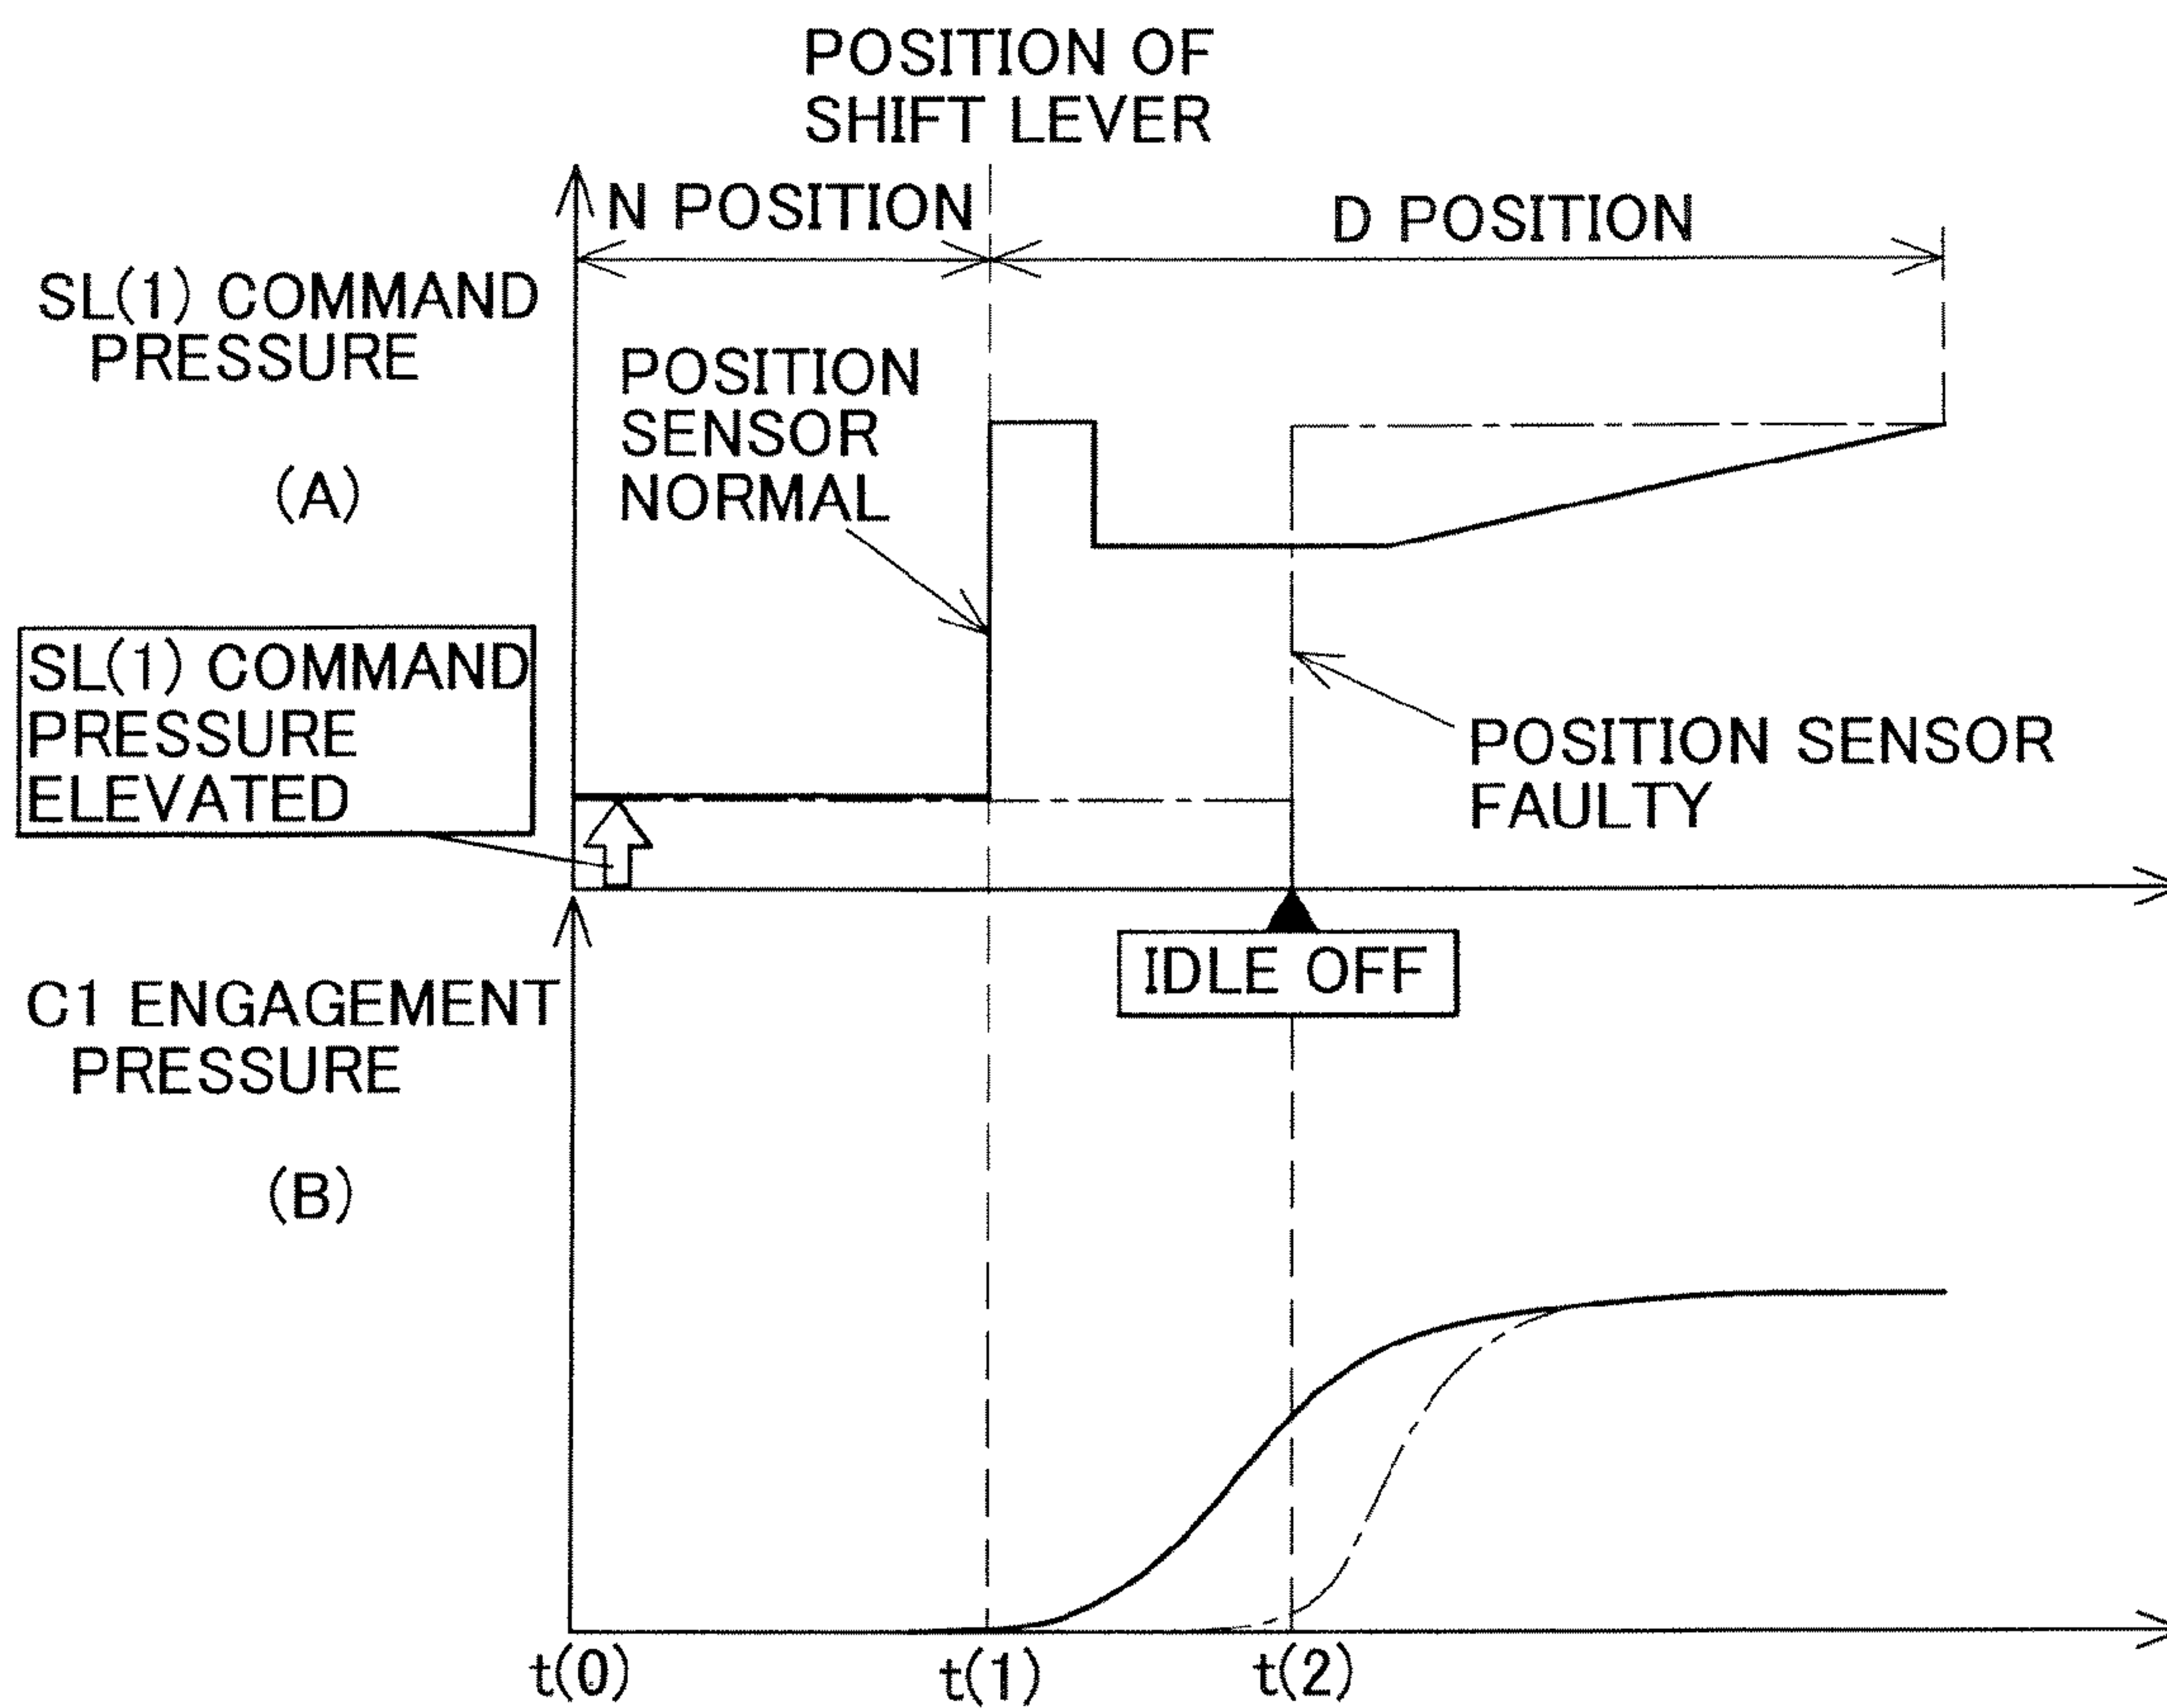 POSITION OF
SHIFT LEVER
N POSITION
D POSITION
SL(1) COMMAND
PRESSURE
(A)
POSITION
SENSOR
NORMAL
SL(1) COMMAND
PRESSURE
ELEVATED
POSITION SENSOR
FAULTY
IDLE OFF
C1 ENGAGEMENT
PRESSURE
(B)
t(0)
t(1)
t(2)